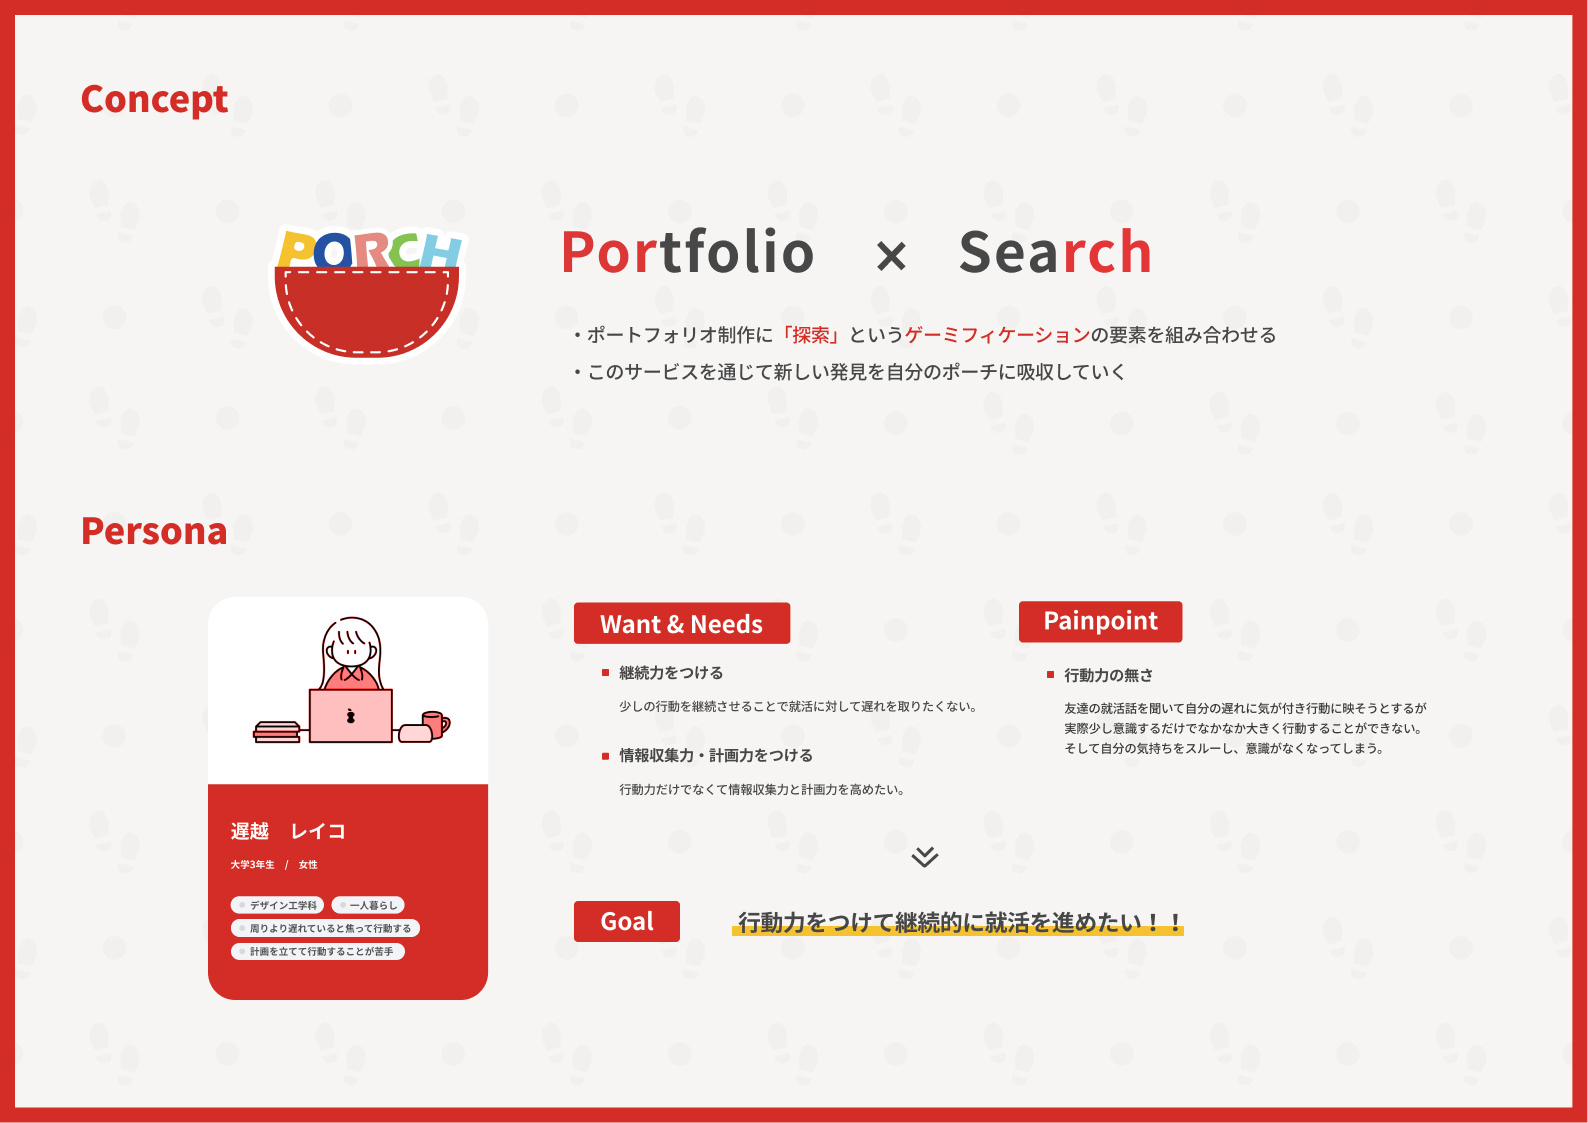 Concept
PORCH
Portfolio × Search
・ポートフォリオ制作に「探索」というゲーミフィケーションの要素を組み合わせる
・このサービスを通じて新しい発見を自分のポーチに吸収していく
Persona
遅越 レイコ
大学3年生 / 女性
デザイン工学科
一人暮らし
周りより遅れていると焦って行動する
計画を立てて行動することが苦手
Want & Needs
継続力をつける
少しの行動を継続させることで就活に対して遅れを取りたくない。
情報収集力・計画力をつける
行動力だけでなくて情報収集力と計画力を高めたい。
Painpoint
行動力の無さ
友達の就活話を聞いて自分の遅れに気が付き行動に映そうとするが
実際少し意識するだけでなかなか大きく行動することができない。
そして自分の気持ちをスルーし、意識がなくなってしまう。
Goal
行動力をつけて継続的に就活を進めたい！！